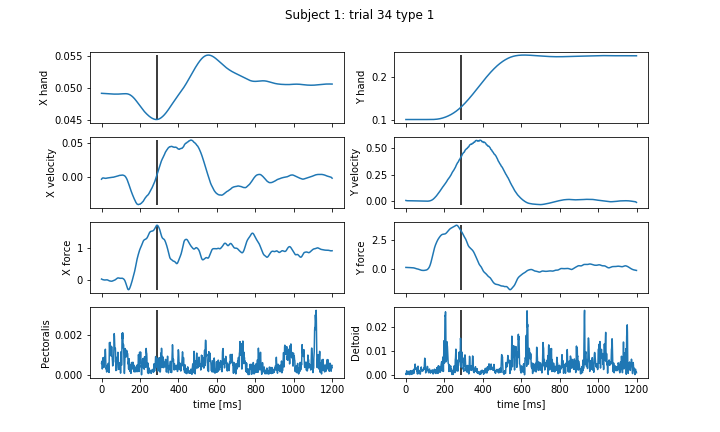 Subject 1: trial 34 type 1
X hand
0.055
0.050
0.045
Y hand
0.2
0.1
X velocity
0.05
0.00
Y velocity
0.50
0.25
0.00
X force
1
0
Y force
2.5
0.0
Pectoralis
0.002
0.000
0 200 400 600 800 1000 1200
time [ms]
Deltoid
0.02
0.01
0.00
0 200 400 600 800 1000 1200
time [ms]